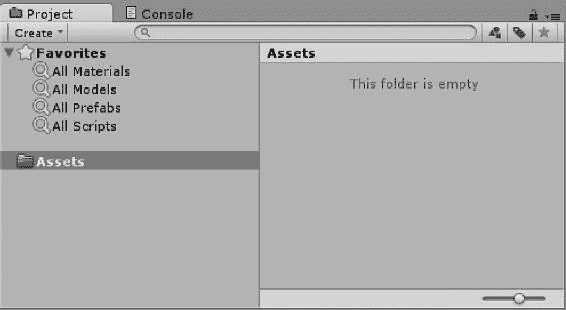 Project Console
Create
Favorites
All Materials
All Models
All Prefabs
All Scripts
Assets
Assets
This folder is empty